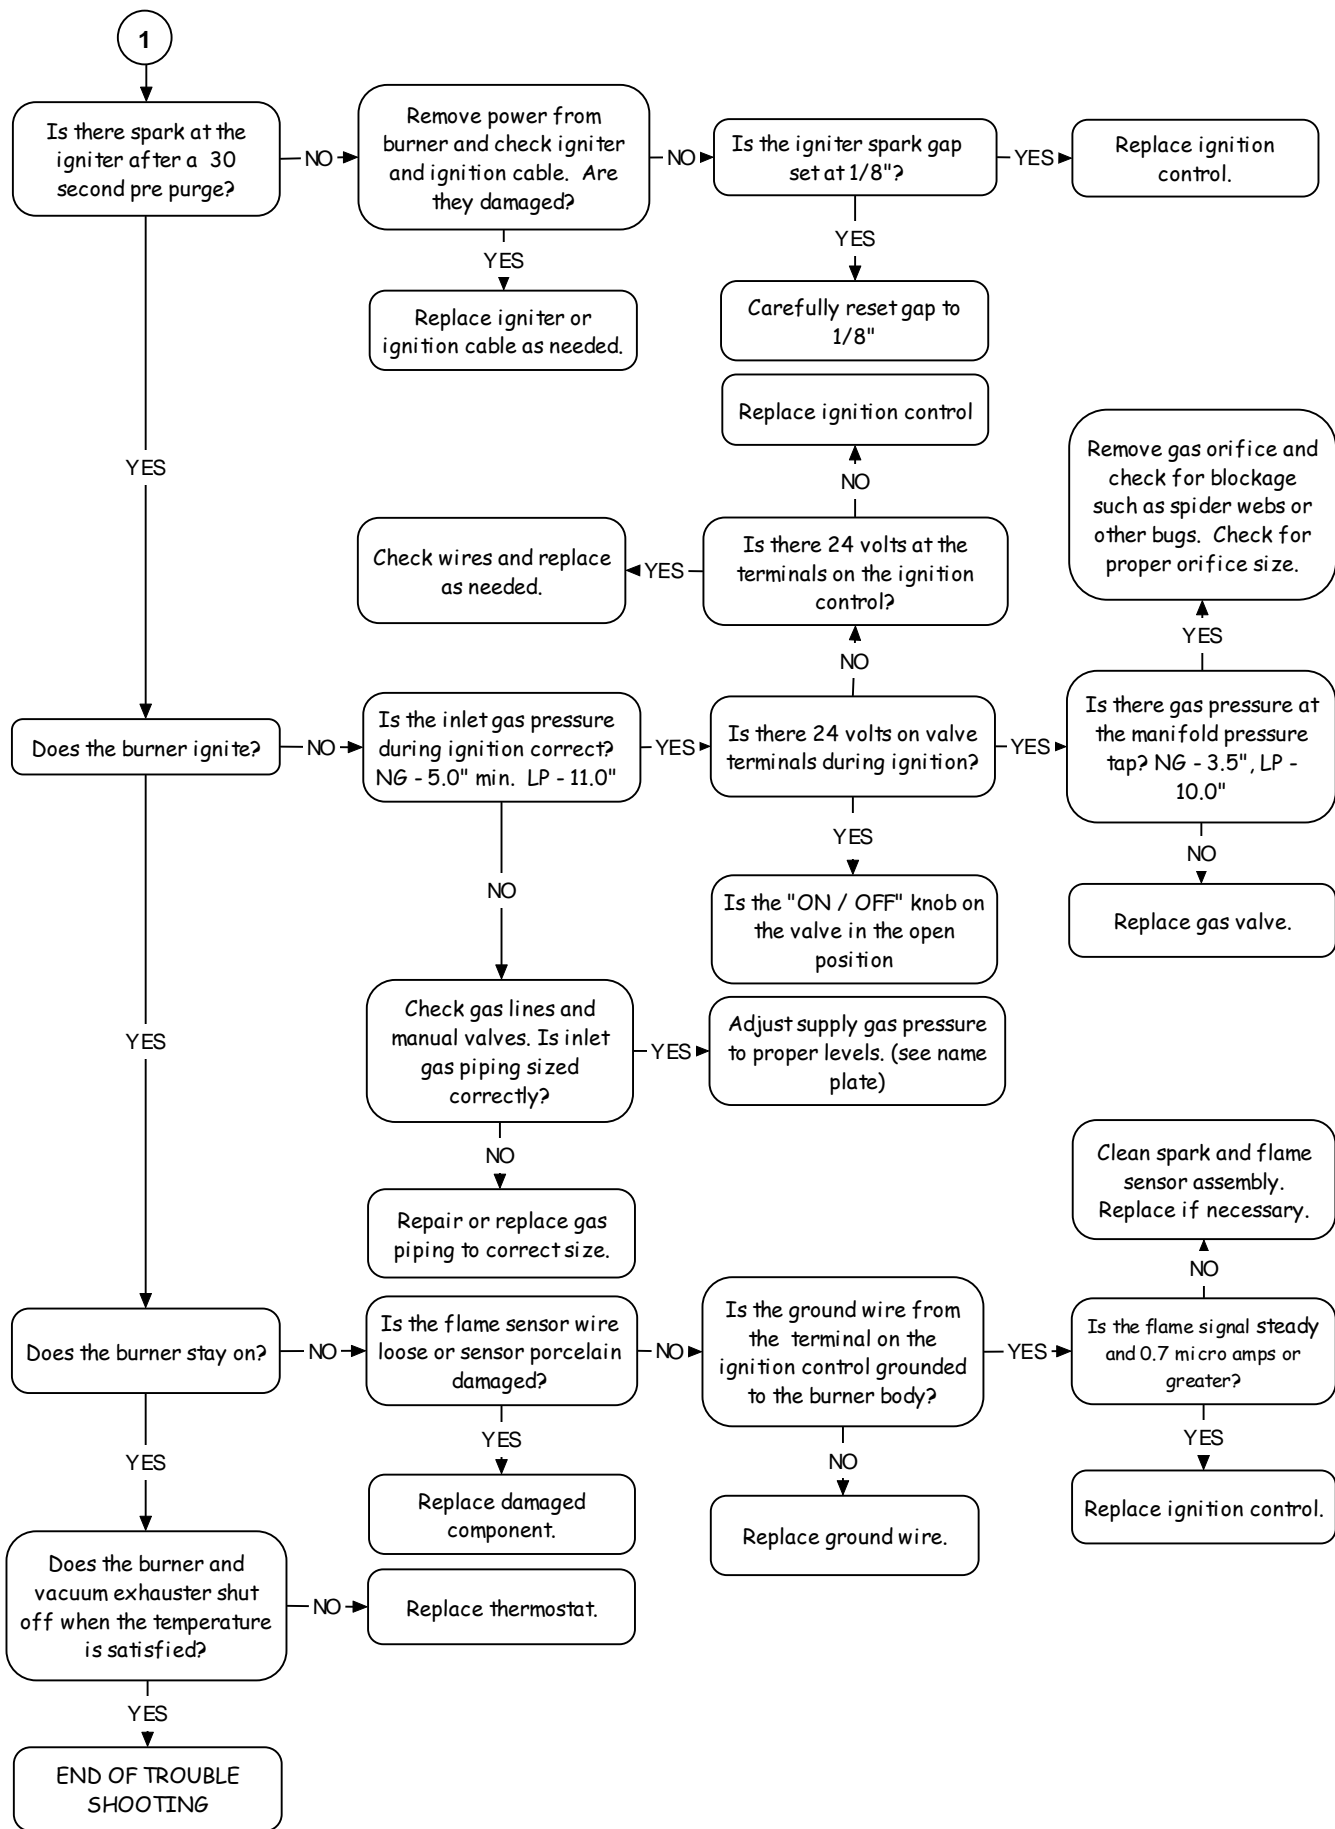 1
Is there spark at the
igniter after a 30
second pre purge?
NO
Remove power from
burner and check igniter
and ignition cable. Are
they damaged?
NO
Is the igniter spark gap
set at 1/8"?
YES
Replace ignition
control.
YES
Replace igniter or
ignition cable as needed.
YES
Carefully reset gap to
1/8"
YES
Replace ignition control
NO
Check wires and replace
as needed.
YES
Is there 24 volts at the
terminals on the ignition
control?
NO
Remove gas orifice and
check for blockage
such as spider webs or
other bugs. Check for
proper orifice size.
YES
Does the burner ignite?
NO
Is the inlet gas pressure
during ignition correct?
NG - 5.0" min. LP - 11.0"
YES
Is there 24 volts on valve
terminals during ignition?
YES
Is there gas pressure at
the manifold pressure
tap? NG - 3.5", LP -
10.0"
NO
Replace gas valve.
YES
Is the "ON / OFF" knob on
the valve in the open
position
NO
Check gas lines and
manual valves. Is inlet
gas piping sized
correctly?
YES
Adjust supply gas pressure
to proper levels. (see name
plate)
NO
Repair or replace gas
piping to correct size.
YES
Does the burner stay on?
NO
Is the flame sensor wire
loose or sensor porcelain
damaged?
NO
Is the ground wire from
the terminal on the
ignition control grounded
to the burner body?
YES
Is the flame signal steady
and 0.7 micro amps or
greater?
NO
Clean spark and flame
sensor assembly.
Replace if necessary.
YES
Replace ignition control.
YES
Replace damaged
component.
NO
Replace ground wire.
YES
Does the burner and
vacuum exhauster shut
off when the temperature
is satisfied?
NO
Replace thermostat.
YES
END OF TROUBLE
SHOOTING